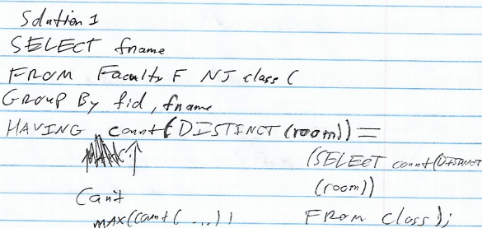 Solution 1
SELECT fname
FROM Faculty F NJ class C
GROUP By fid, fname
HAVING count(DISTINCT(room)) =
(SELECT count(DISTINCT
(room))
FROM class);
Can't
MAX(count(...))